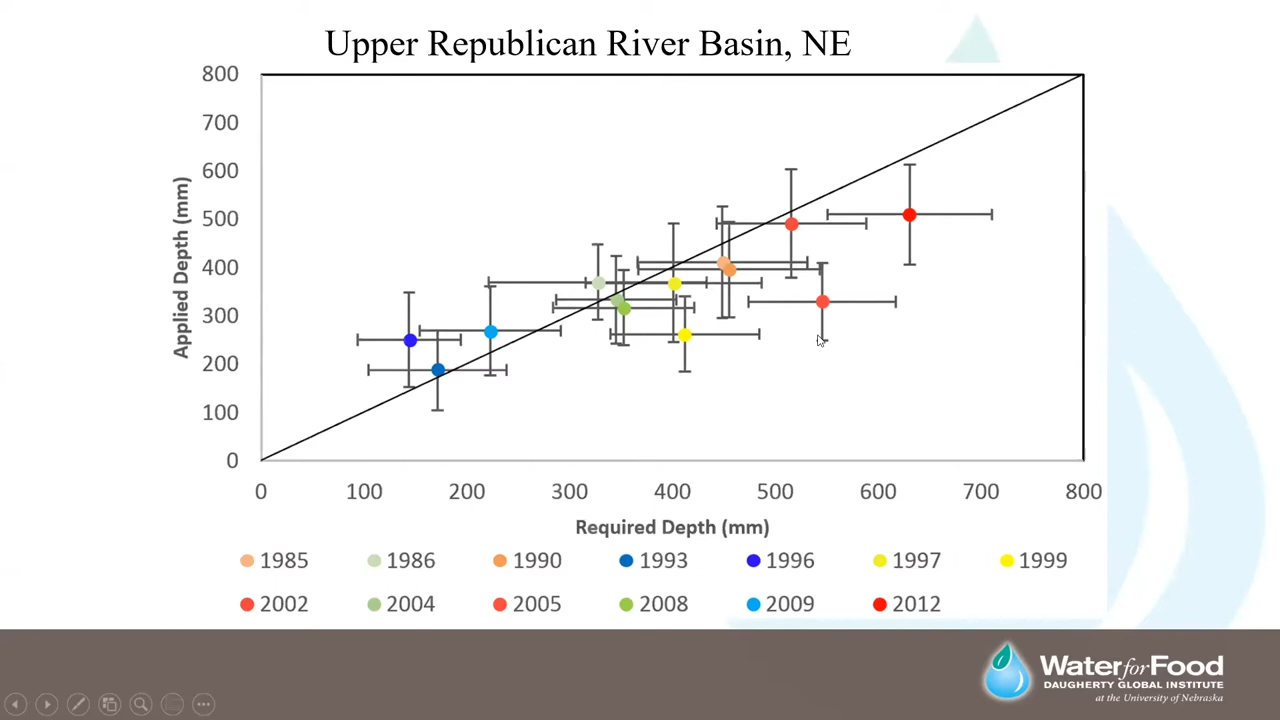 Upper Republican River Basin, NE
800
700
600
500
400
300
200
100
0
Applied Depth (mm)
0 100 200 300 400 500 600 700 800
Required Depth (mm)
1985 1986 1990 1993 1996 1997 1999
2002 2004 2005 2008 2009 2012
Water for Food
DAUGHERTY GLOBAL INSTITUTE
at the University of Nebraska